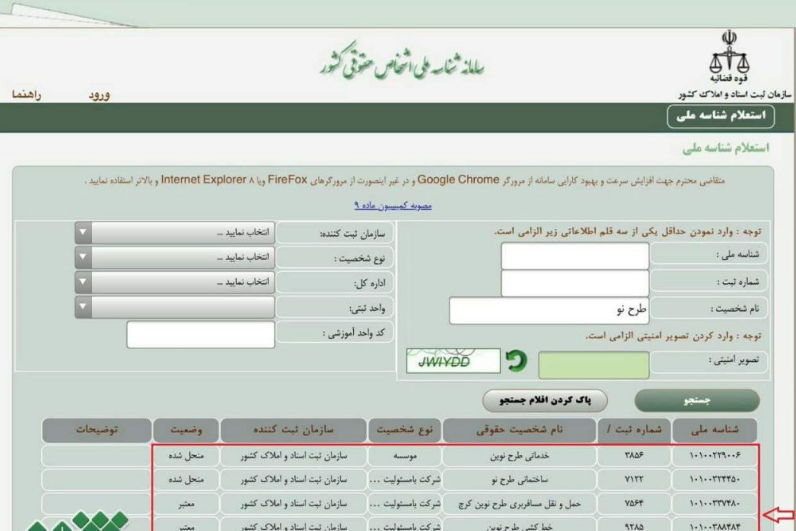 سامانه شناسه ملی اشخاص حقوقی کشور
قوه قضائیه
سازمان ثبت اسناد و املاک کشور
ورود
راهنما
استعلام شناسه ملی
استعلام شناسه ملی
متقاضی محترم جهت افزایش سرعت و بهبود کارایی سامانه از مرورگر Google Chrome و در غیر اینصورت از مرورگرهای FireFox ویا Internet Explorer ۸ و بالاتر استفاده نمایید .
مصوبه کمیسیون ماده ۹
توجه : وارد نمودن حداقل یکی از سه قلم اطلاعاتی زیر الزامی است.
شناسه ملی :
شماره ثبت :
نام شخصیت : طرح نو
توجه : وارد کردن تصویر امنیتی الزامی است.
تصویر امنیتی : JWIYDD
سازمان ثبت کننده: انتخاب نمایید ...
نوع شخصیت : انتخاب نمایید ...
اداره کل: انتخاب نمایید ...
واحد ثبتی:
کد واحد آموزشی :
جستجو پاک کردن اقلام جستجو
شناسه ملی شماره ثبت / نام شخصیت حقوقی نوع شخصیت سازمان ثبت کننده وضعیت توضیحات
۱۰۱۰۰۲۲۹۰۰۶ ۳۸۵۶ خدماتی طرح نوین موسسه سازمان ثبت اسناد و املاک کشور منحل شده
۱۰۱۰۰۳۲۴۴۵۰ ۷۱۲۲ ساختمانی طرح نو شرکت بامسئولیت ... سازمان ثبت اسناد و املاک کشور منحل شده
۱۰۱۰۰۳۳۷۴۸۰ ۷۵۶۴ حمل و نقل مسافربری طرح نوین کرج شرکت بامسئولیت ... سازمان ثبت اسناد و املاک کشور معتبر
۱۰۱۰۰۳۸۸۴۸۴ ۹۲۸۵ خط کشی طرح نوین شرکت بامسئولیت ... سازمان ثبت اسناد و املاک کشور معتبر